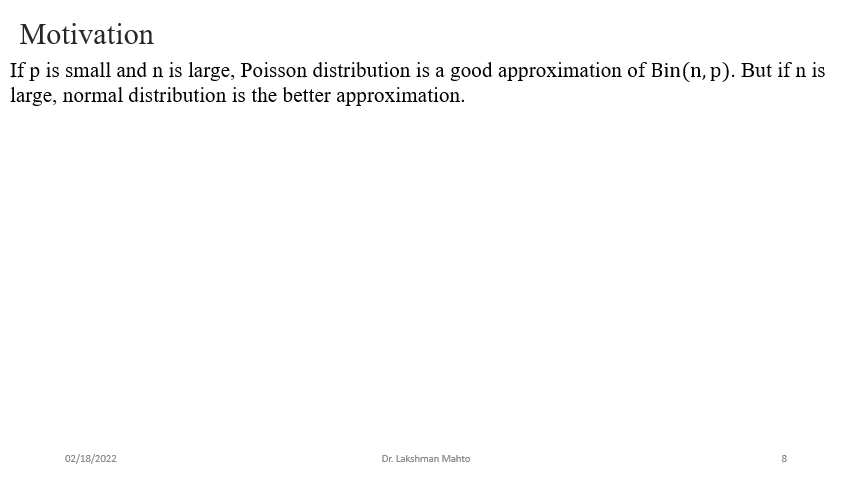 Motivation
If p is small and n is large, Poisson distribution is a good approximation of Bin(n, p). But if n is
large, normal distribution is the better approximation.
02/18/2022
Dr. Lakshman Mahto
8